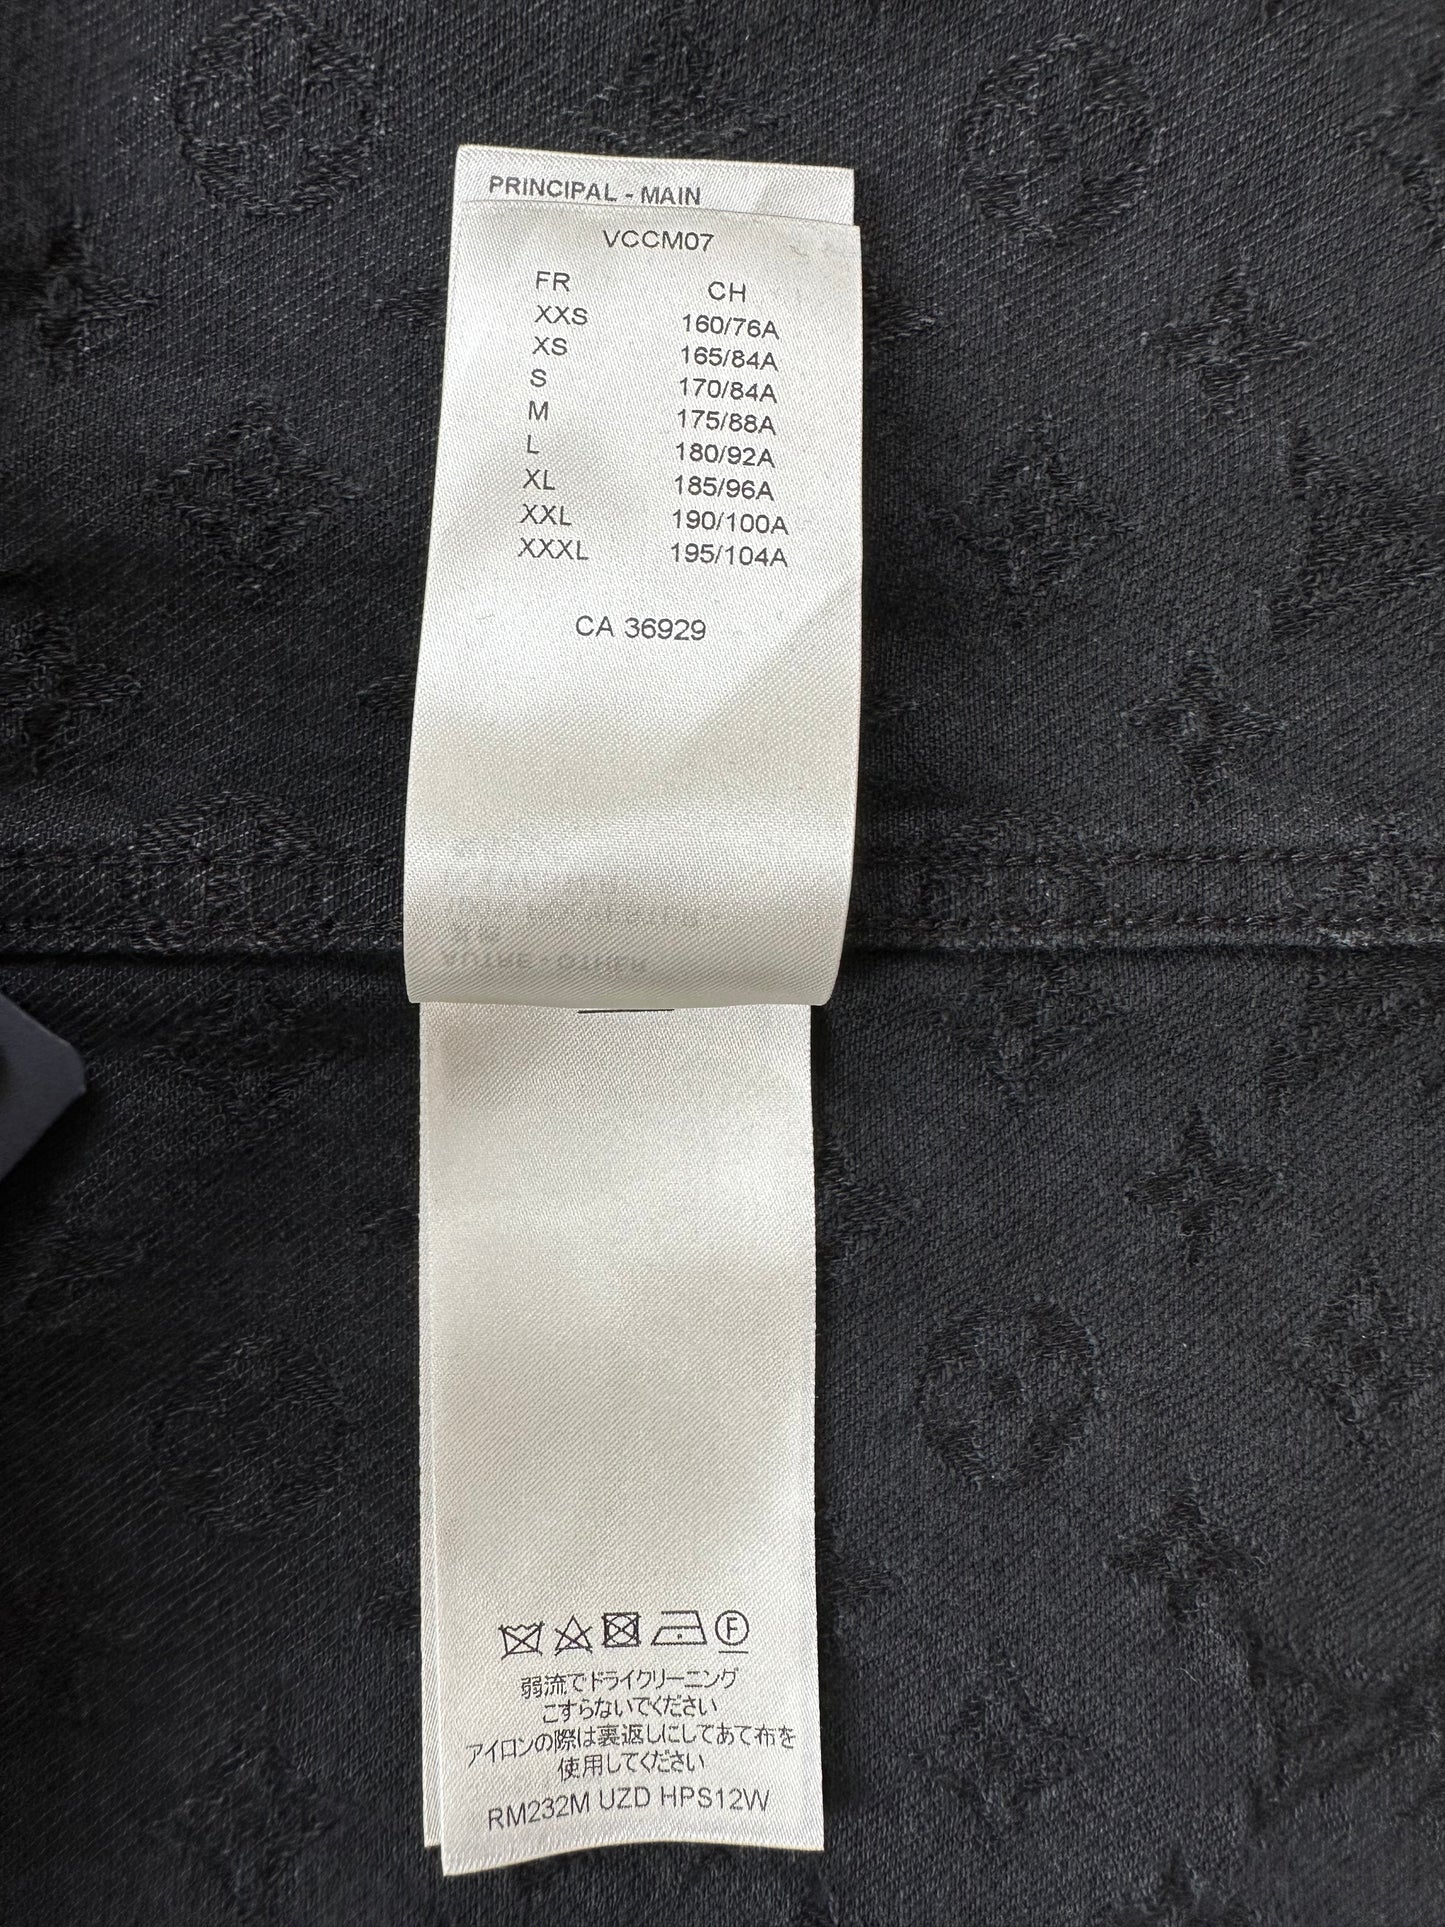 PRINCIPAL - MAIN
VCCM07
FR CH
XXS 160/76A
XS 165/84A
S 170/84A
M 175/88A
L 180/92A
XL 185/96A
XXL 190/100A
XXXL 195/104A
CA 36929
AUTRE - OTHER
F
弱流でドライクリーニング
こすらないでください
アイロンの際は裏返しにしてあて布を
使用してください
RM232M UZD HPS12W